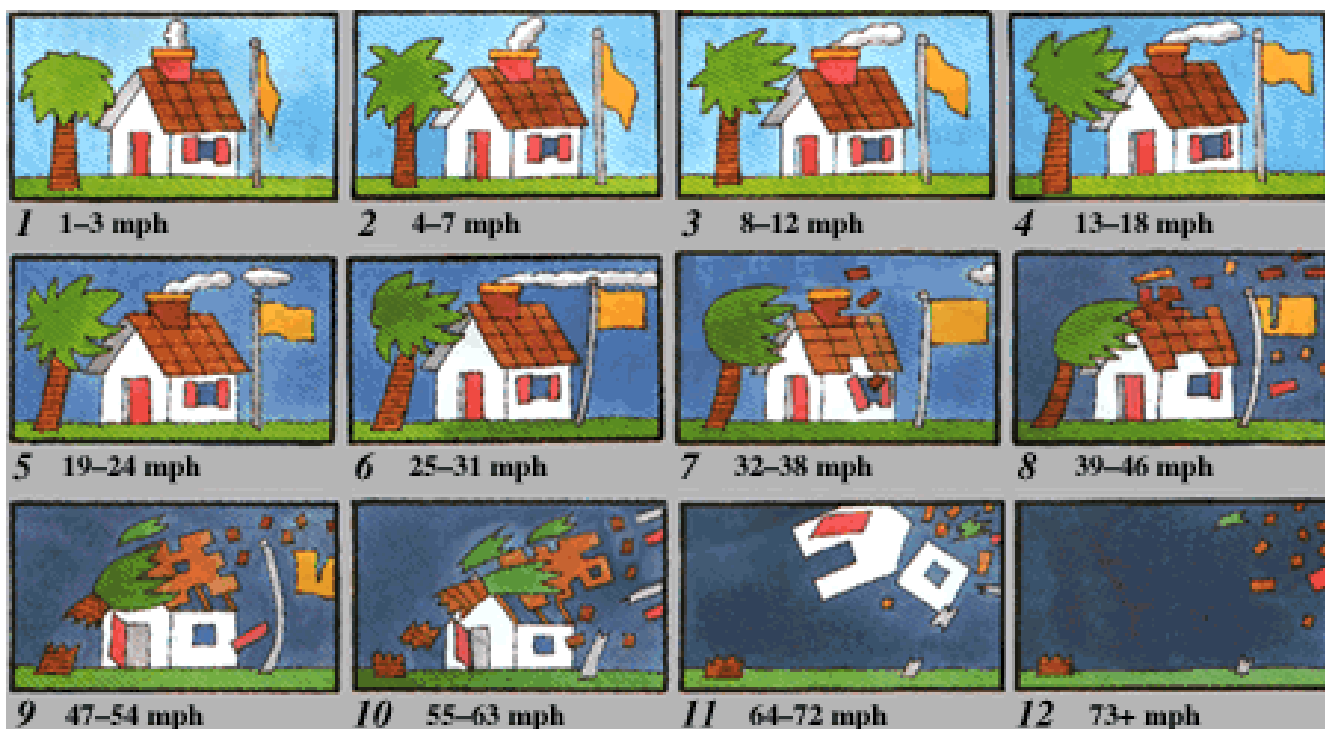 1 1–3 mph
2 4–7 mph
3 8–12 mph
4 13–18 mph
5 19–24 mph
6 25–31 mph
7 32–38 mph
8 39–46 mph
9 47–54 mph
10 55–63 mph
11 64–72 mph
12 73+ mph